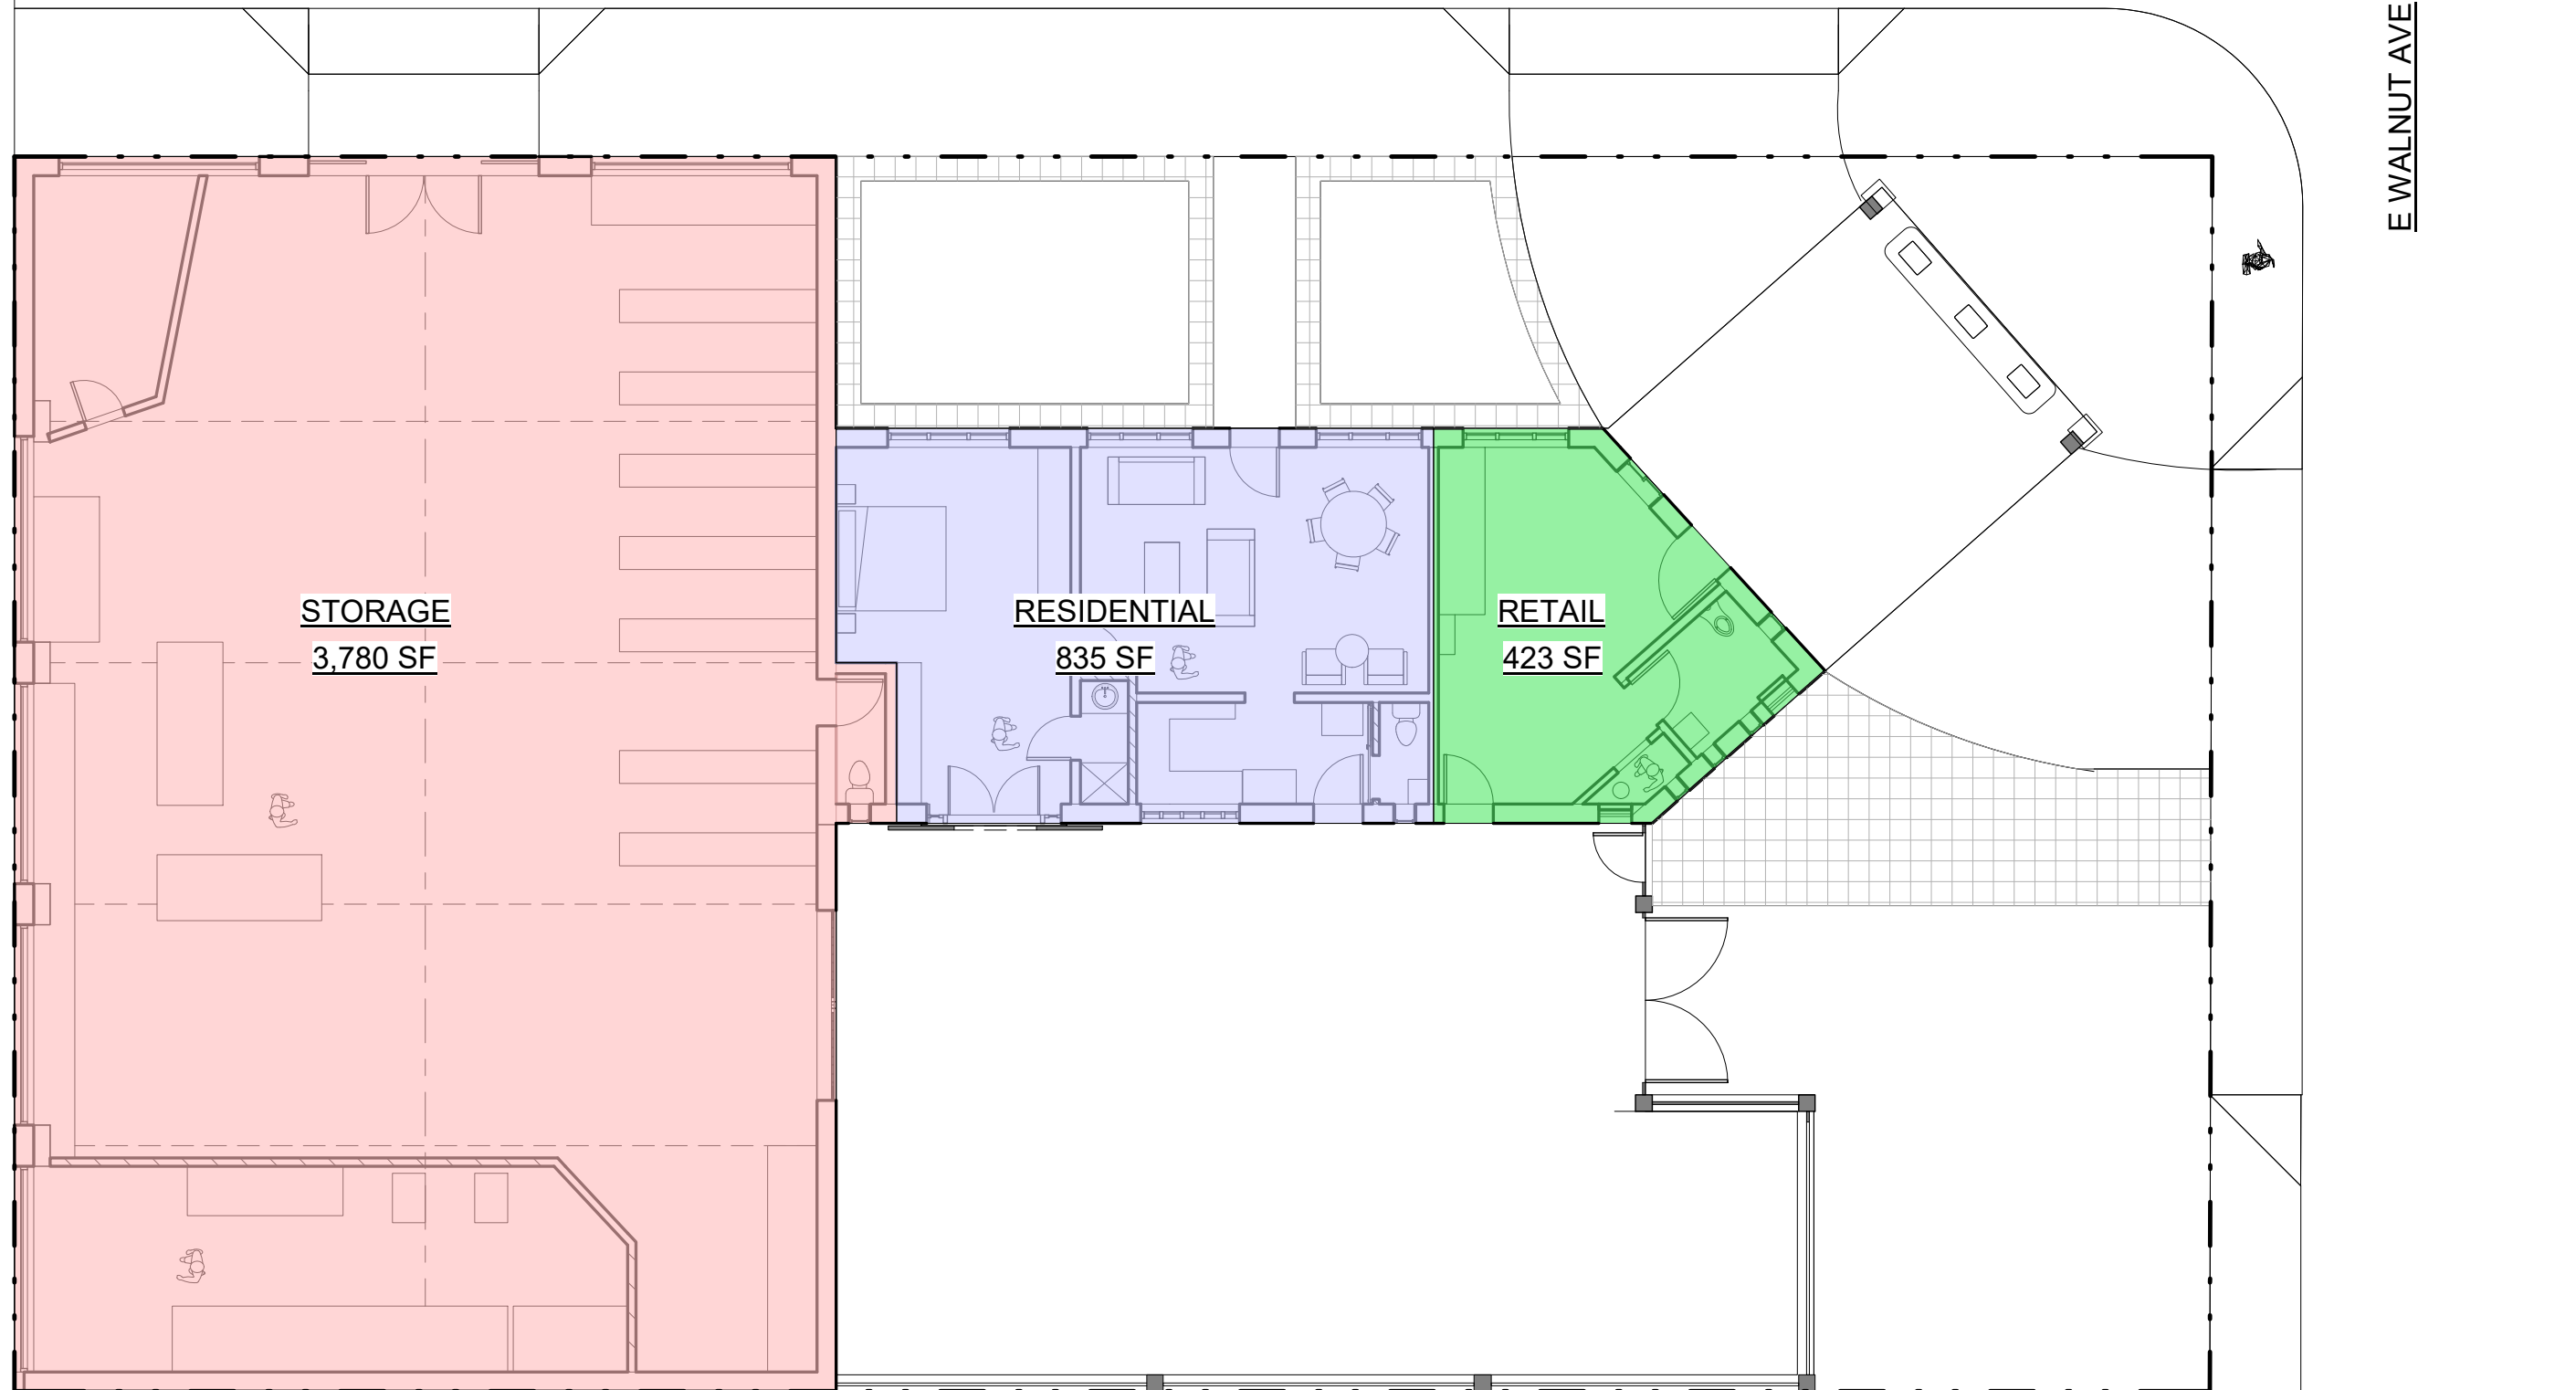 E WALNUT AVE
STORAGE
3,780 SF
RESIDENTIAL
835 SF
RETAIL
423 SF